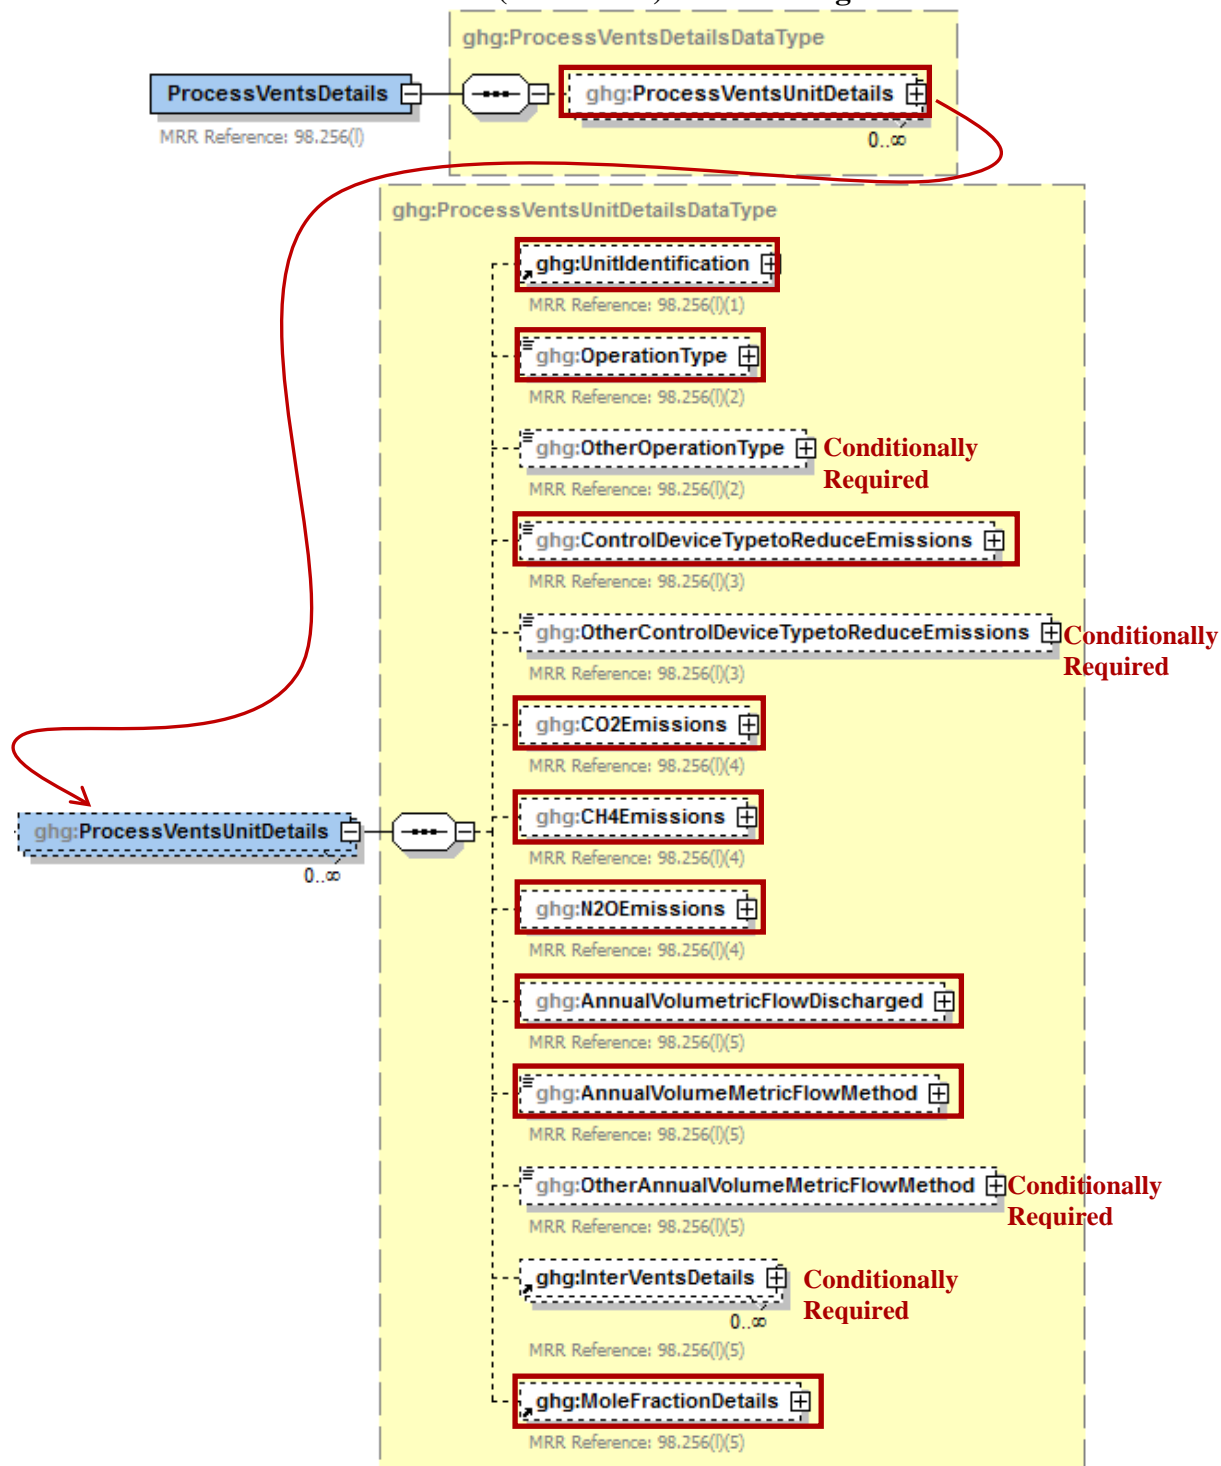 ghg:ProcessVentsDetailsDataType
ProcessVentsDetails
ghg:ProcessVentsUnitDetails
MRR Reference: 98.256(l)
0..∞
ghg:ProcessVentsUnitDetailsDataType
ghg:UnitIdentification
MRR Reference: 98.256(l)(1)
ghg:OperationType
MRR Reference: 98.256(l)(2)
ghg:OtherOperationType
Conditionally
Required
MRR Reference: 98.256(l)(2)
ghg:ControlDeviceTypetoReduceEmissions
MRR Reference: 98.256(l)(3)
ghg:OtherControlDeviceTypetoReduceEmissions
Conditionally
Required
MRR Reference: 98.256(l)(3)
ghg:CO2Emissions
MRR Reference: 98.256(l)(4)
ghg:ProcessVentsUnitDetails
0..∞
ghg:CH4Emissions
MRR Reference: 98.256(l)(4)
ghg:N2OEmissions
MRR Reference: 98.256(l)(4)
ghg:AnnualVolumetricFlowDischarged
MRR Reference: 98.256(l)(5)
ghg:AnnualVolumeMetricFlowMethod
MRR Reference: 98.256(l)(5)
ghg:OtherAnnualVolumeMetricFlowMethod
Conditionally
Required
MRR Reference: 98.256(l)(5)
ghg:InterVentsDetails
Conditionally
Required
0..∞
MRR Reference: 98.256(l)(5)
ghg:MoleFractionDetails
MRR Reference: 98.256(l)(5)